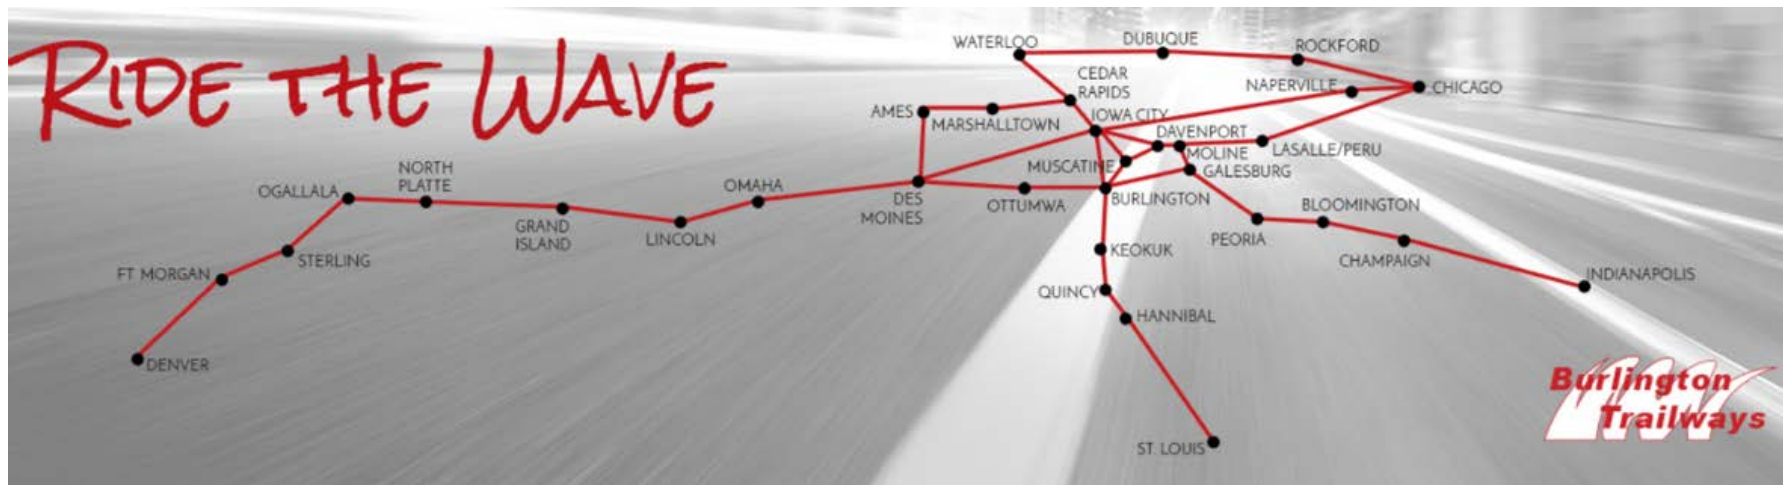 RIDE THE WAVE
WATERLOO
DUBUQUE
ROCKFORD
CEDAR
RAPIDS
NAPERVILLE
CHICAGO
AMES
MARSHALLTOWN
IOWA CITY
DAVENPORT
MOLINE
LASALLE/PERU
MUSCATINE
GALESBURG
NORTH
PLATTE
OGALLALA
OMAHA
DES
MOINES
OTTUMWA
BURLINGTON
GRAND
ISLAND
LINCOLN
PEORIA
BLOOMINGTON
STERLING
FT MORGAN
KEOKUK
CHAMPAIGN
INDIANAPOLIS
QUINCY
HANNIBAL
DENVER
ST. LOUIS
Burlington
Trailways